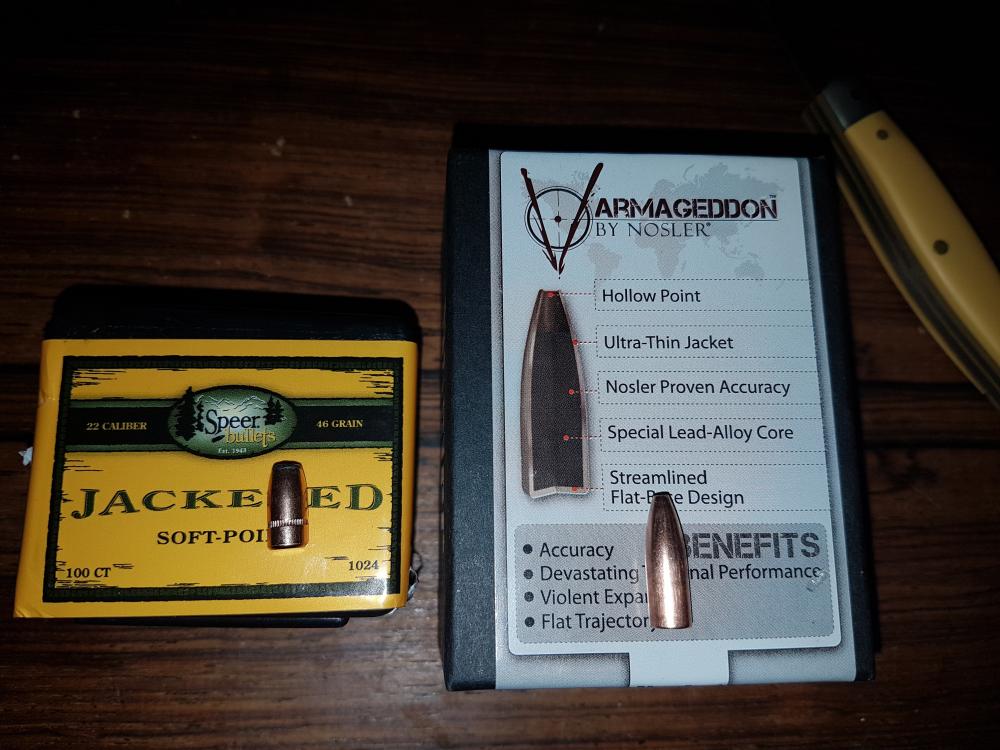 22 CALIBER
Speer
bullets
Est. 1943
46 GRAIN
JACKE ED
SOFT-POI
100 CT
1024
VARMAGEDDON™
BY NOSLER®
Hollow Point
Ultra-Thin Jacket
Nosler Proven Accuracy
Special Lead-Alloy Core
Streamlined
Flat-B se Design
BENEFITS
Accuracy
Devastating T nal Performance
Violent Expa
Flat Trajectory